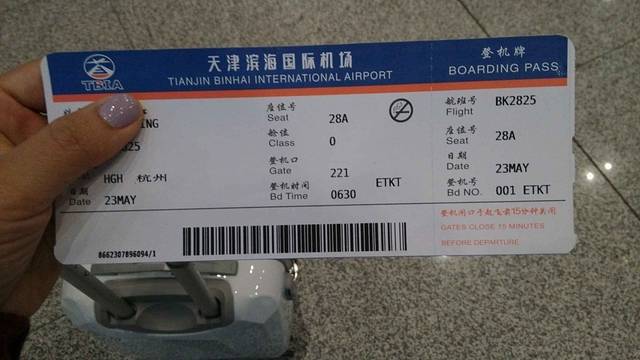 天津滨海国际机场
TIANJIN BINHAI INTERNATIONAL AIRPORT
TBIA
登机牌
BOARDING PASS
ING
25
HGH 杭州
日期
Date 23MAY
座位号
Seat 28A
舱位
Class 0
登机口
Gate 221
登机时间
Bd Time 0630
ETKT
8662307896094/1
航班号 BK2825
Flight
座位号
Seat 28A
日期
Date 23MAY
登机号
Bd NO. 001 ETKT
登机闸口于起飞前15分钟关闭
GATES CLOSE 15 MINUTES
BEFORE DEPARTURE